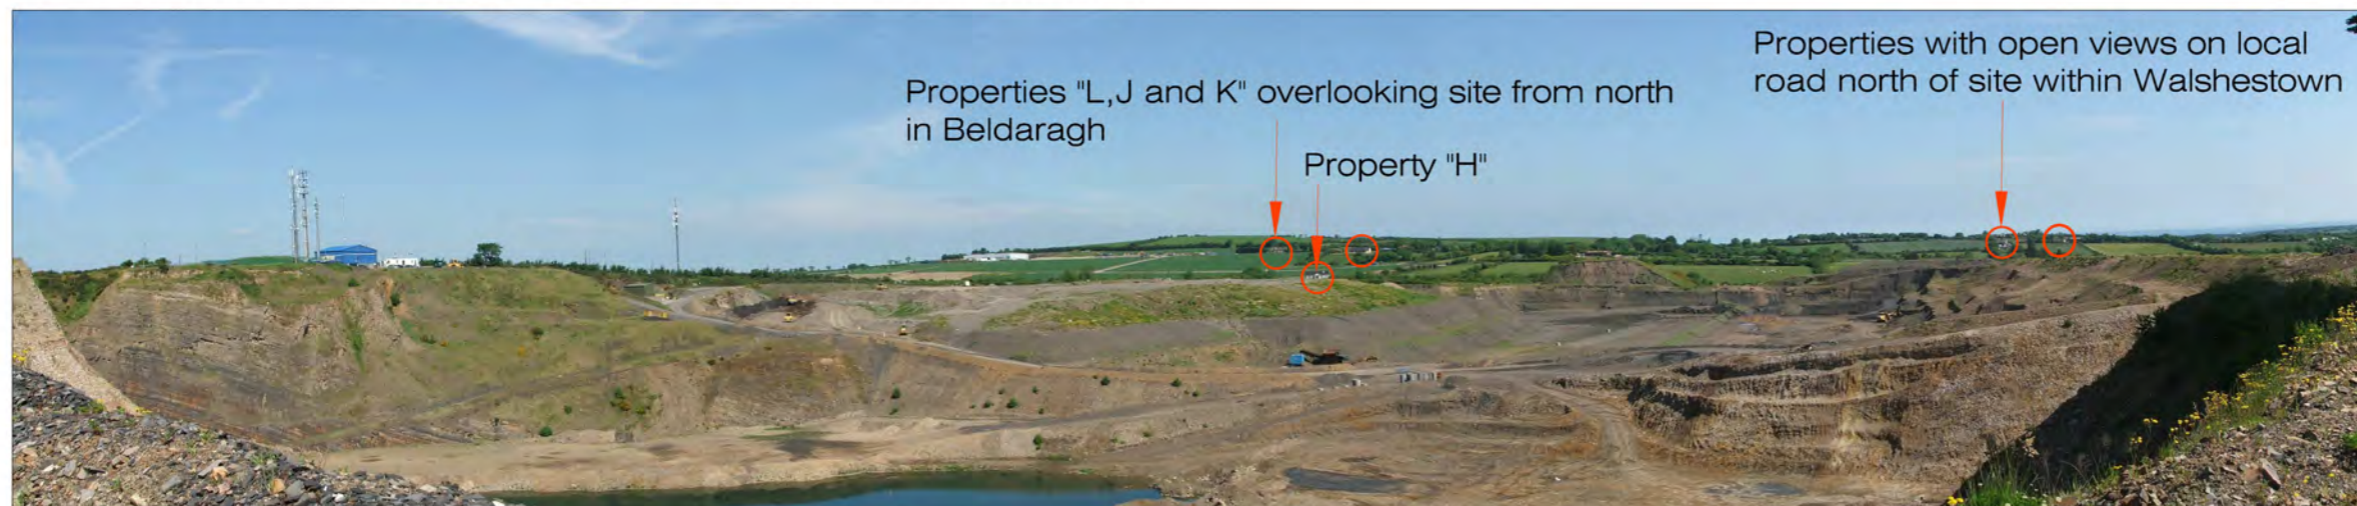 Properties "L,J and K" overlooking site from north
in Beldaragh
Property "H"
Properties with open views on local
road north of site within Walshestown